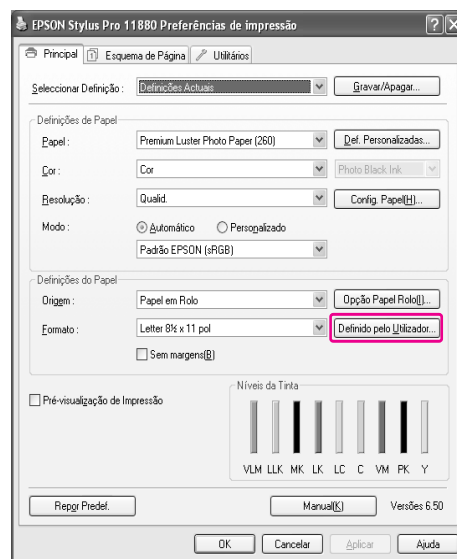 EPSON Stylus Pro 11880 Preferências de impressão
Principal Esquema de Página Utilitários
Seleccionar Definição : Definições Actuais Gravar/Apagar...
Definições de Papel
Papel : Premium Luster Photo Paper (260) Def. Personalizadas...
Cor : Cor Photo Black Ink
Resolução : Qualid. Config. Papel(H)...
Modo : Automático Personalizado
Padrão EPSON (sRGB)
Definições do Papel
Origem : Papel em Rolo Opção Papel Rolo(I)...
Formato : Letter 8½ x 11 pol Definido pelo Utilizador...
Sem margens(B)
Pré-visualização de Impressão
Níveis da Tinta
VLM LLK MK LK LC C VM PK Y
Repor Predef. Manual(K) Versões 6.50
OK Cancelar Aplicar Ajuda